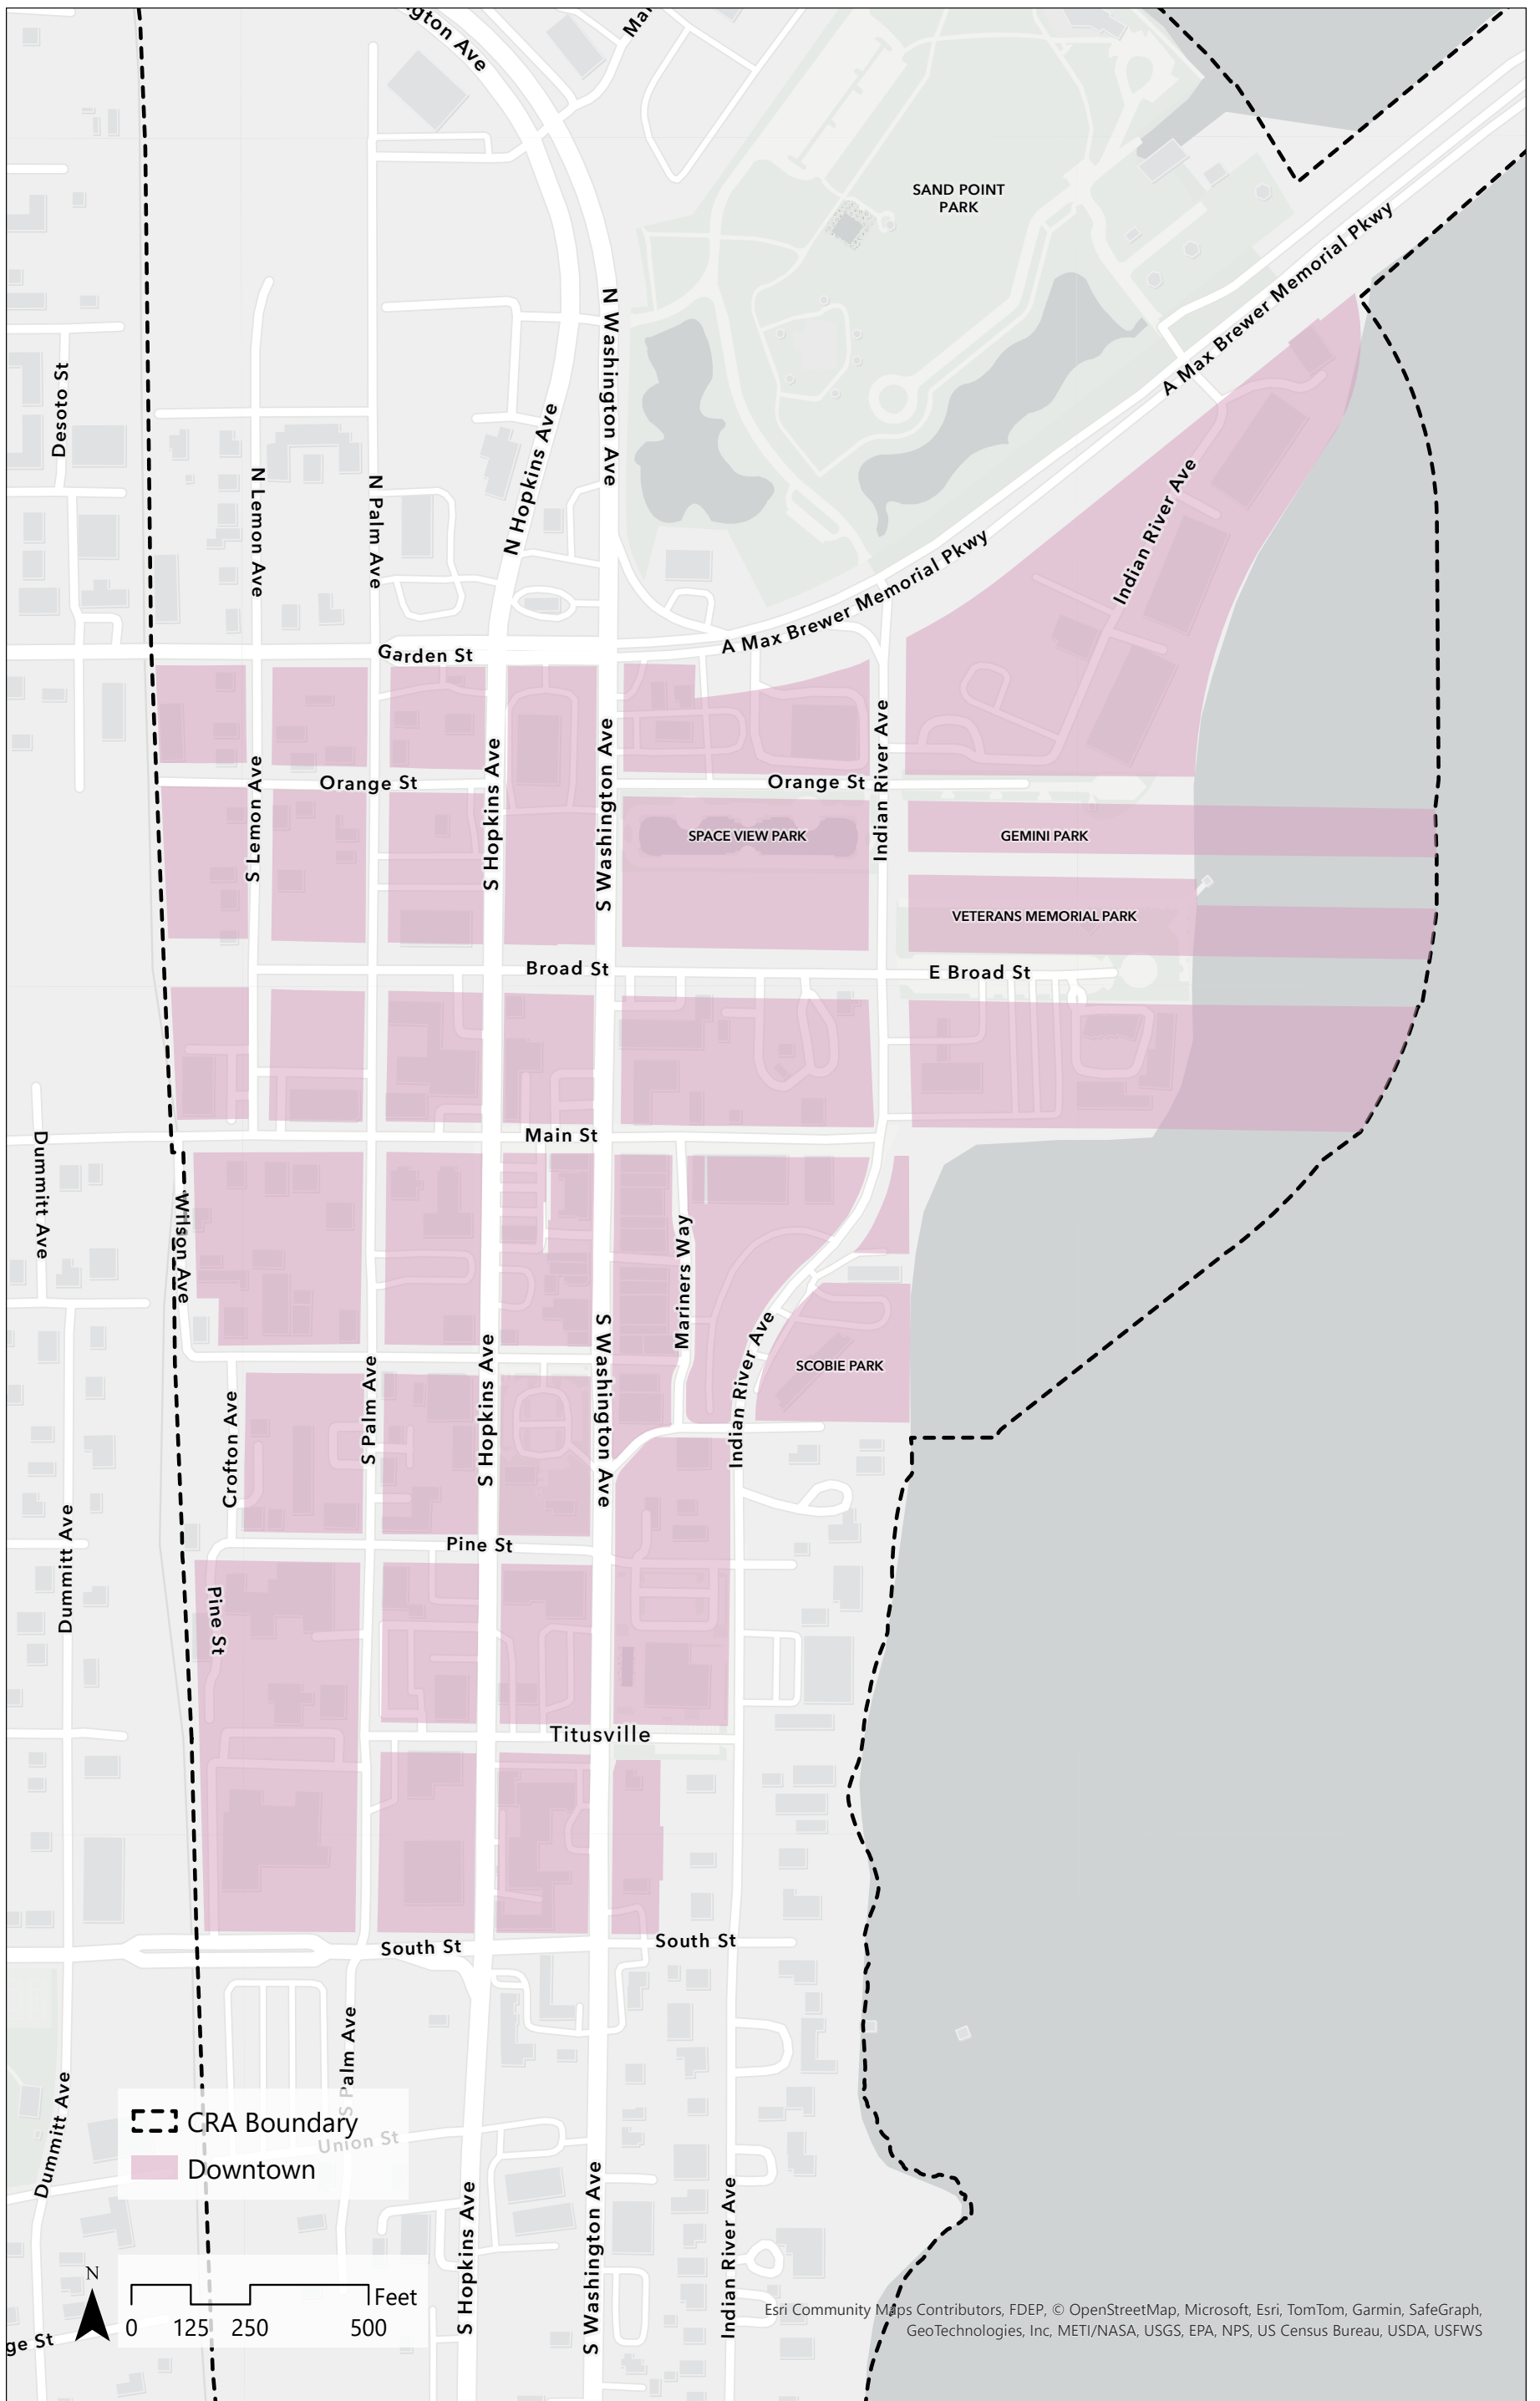 gton Ave
Mar
SAND POINT
PARK
A Max Brewer Memorial Pkwy
N Washington Ave
Desoto St
N Hopkins Ave
N Lemon Ave
N Palm Ave
Indian River Ave
A Max Brewer Memorial Pkwy
Garden St
Indian River Ave
S Washington Ave
S Hopkins Ave
S Lemon Ave
Orange St
Orange St
SPACE VIEW PARK
GEMINI PARK
VETERANS MEMORIAL PARK
Broad St
E Broad St
Main St
Dummitt Ave
Wilson Ave
Mariners Way
S Washington Ave
Indian River Ave
S Hopkins Ave
S Palm Ave
SCOBIE PARK
Crofton Ave
Dummitt Ave
Pine St
Pine St
Titusville
South St
South St
S Palm Ave
Dummitt Ave
CRA Boundary
Union St
Downtown
S Hopkins Ave
S Washington Ave
Indian River Ave
N
Feet
0 125 250 500
ge St
Esri Community Maps Contributors, FDEP, © OpenStreetMap, Microsoft, Esri, TomTom, Garmin, SafeGraph,
GeoTechnologies, Inc, METI/NASA, USGS, EPA, NPS, US Census Bureau, USDA, USFWS